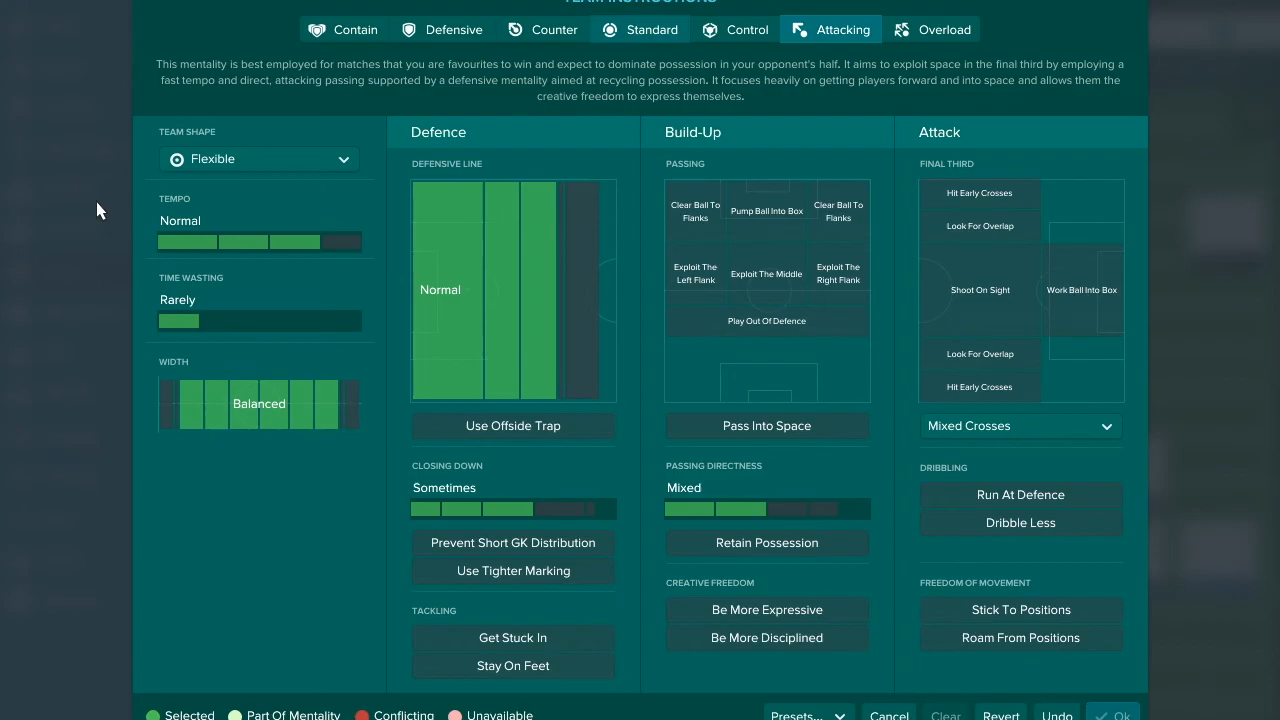 TEAM INSTRUCTIONS
Contain
Defensive
Counter
Standard
Control
Attacking
Overload
This mentality is best employed for matches that you are favourites to win and expect to dominate possession in your opponent's half. It aims to exploit space in the final third by employing a
fast tempo and direct, attacking passing supported by a defensive mentality aimed at recycling possession. It focuses heavily on getting players forward and into space and allows them the
creative freedom to express themselves.
TEAM SHAPE
Flexible
TEMPO
Normal
TIME WASTING
Rarely
WIDTH
Balanced
Defence
DEFENSIVE LINE
Normal
Use Offside Trap
CLOSING DOWN
Sometimes
Prevent Short GK Distribution
Use Tighter Marking
TACKLING
Get Stuck In
Stay On Feet
Build-Up
PASSING
Clear Ball To
Flanks
Pump Ball Into Box
Clear Ball To
Flanks
Exploit The
Left Flank
Exploit The Middle
Exploit The
Right Flank
Play Out Of Defence
Pass Into Space
PASSING DIRECTNESS
Mixed
Retain Possession
CREATIVE FREEDOM
Be More Expressive
Be More Disciplined
Attack
FINAL THIRD
Hit Early Crosses
Look For Overlap
Shoot On Sight
Work Ball Into Box
Look For Overlap
Hit Early Crosses
Mixed Crosses
DRIBBLING
Run At Defence
Dribble Less
FREEDOM OF MOVEMENT
Stick To Positions
Roam From Positions
Selected
Part Of Mentality
Conflicting
Unavailable
Presets...
Cancel
Clear
Revert
Undo
Ok